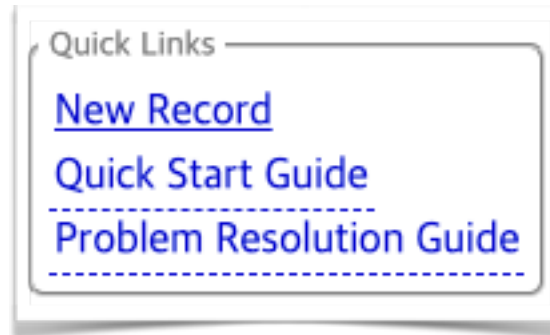 Quick Links
New Record
Quick Start Guide
Problem Resolution Guide